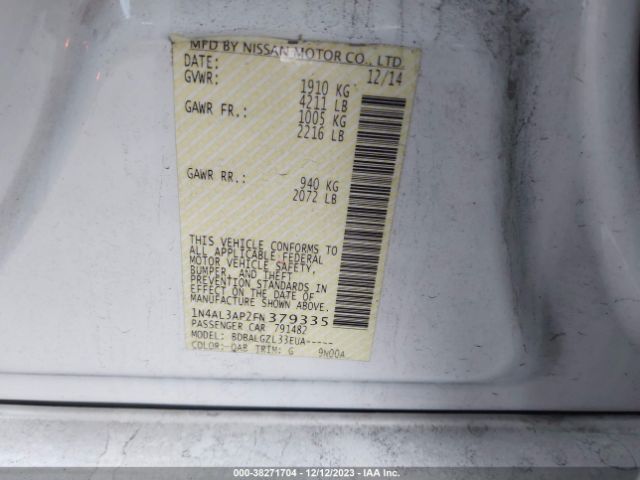 MFD BY NISSAN MOTOR CO., LTD.
DATE: 12/14
GVWR: 1910 KG
4211 LB
GAWR FR.: 1005 KG
2216 LB
GAWR RR.: 940 KG
2072 LB
THIS VEHICLE CONFORMS TO
ALL APPLICABLE FEDERAL
MOTOR VEHICLE SAFETY,
BUMPER, AND THEFT
PREVENTION STANDARDS IN
EFFECT ON THE DATE OF
MANUFACTURE SHOWN ABOVE.
1N4AL3AP2FN379335
PASSENGER CAR 791482
MODEL: BDBALGZL33EUA-----
COLOR: QAB TRIM: G 9N00A
000-38271704 - 12/12/2023 - IAA Inc.